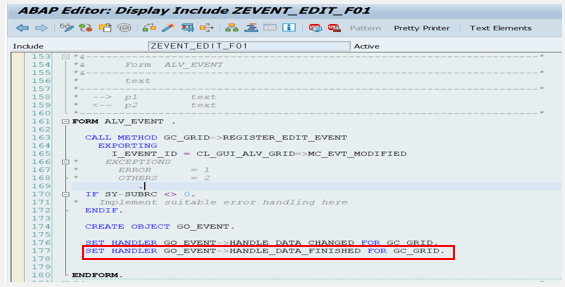 ABAP Editor: Display Include ZEVENT_EDIT_F01
Pattern Pretty Printer Text Elements
Include ZEVENT_EDIT_F01 Active
153 *&---------------------------------------------------------------------*
154 *& Form ALV_EVENT
155 *&---------------------------------------------------------------------*
156 * text
157 *----------------------------------------------------------------------*
158 * --> p1 text
159 * <-- p2 text
160 *----------------------------------------------------------------------*
161 FORM ALV_EVENT .
162
163 CALL METHOD GC_GRID->REGISTER_EDIT_EVENT
164 EXPORTING
165 I_EVENT_ID = CL_GUI_ALV_GRID=>MC_EVT_MODIFIED
166 * EXCEPTIONS
167 * ERROR = 1
168 * OTHERS = 2
169 .
170 IF SY-SUBRC <> 0.
171 * Implement suitable error handling here
172 ENDIF.
173
174 CREATE OBJECT GO_EVENT.
175
176 SET HANDLER GO_EVENT->HANDLE_DATA_CHANGED FOR GC_GRID.
177 SET HANDLER GO_EVENT->HANDLE_DATA_FINISHED FOR GC_GRID.
178
179
180 ENDFORM.